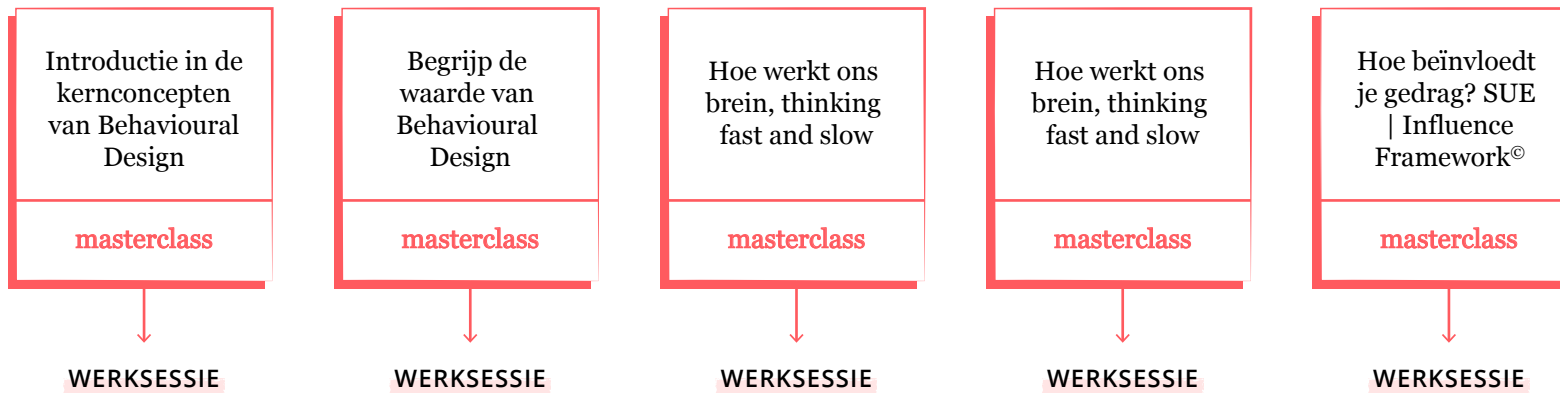 Introductie in de
kernconcepten
van Behavioural
Design
masterclass
WERKSESSIE
Begrijp de
waarde van
Behavioural
Design
masterclass
WERKSESSIE
Hoe werkt ons
brein, thinking
fast and slow
masterclass
WERKSESSIE
Hoe werkt ons
brein, thinking
fast and slow
masterclass
WERKSESSIE
Hoe beïnvloedt
je gedrag? SUE
| Influence
Framework©
masterclass
WERKSESSIE